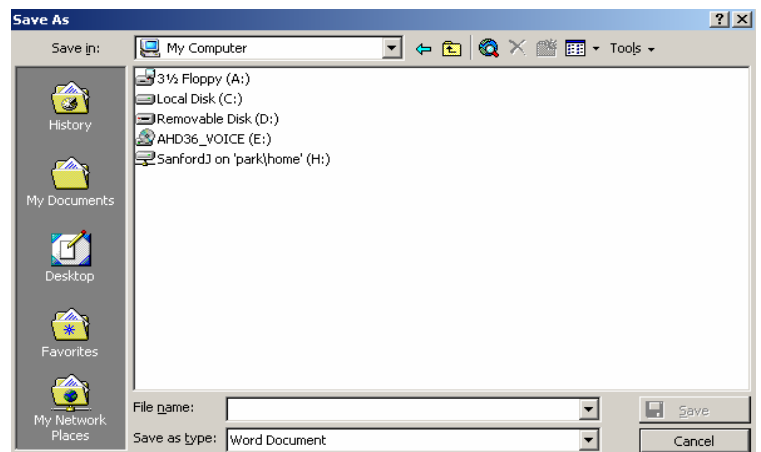 Save As
Save in: My Computer Tools
3½ Floppy (A:)
Local Disk (C:)
Removable Disk (D:)
AHD36_VOICE (E:)
SanfordJ on 'park\home' (H:)
History
My Documents
Desktop
Favorites
My Network
Places
File name: Save
Save as type: Word Document Cancel